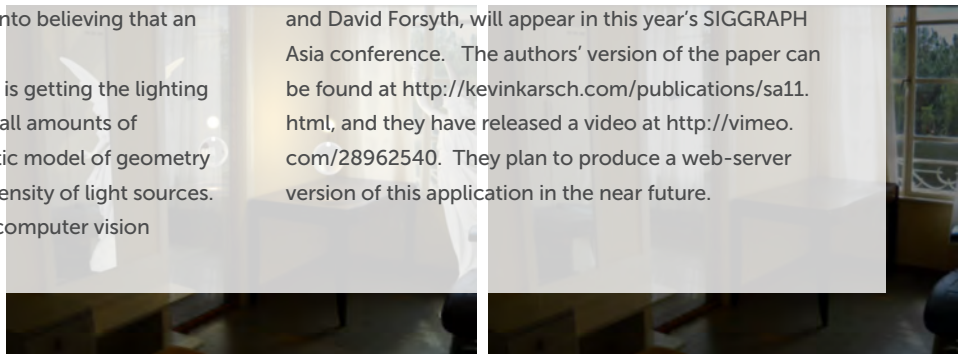 nto believing that an
is getting the lighting
all amounts of
tic model of geometry
ensity of light sources.
computer vision
and David Forsyth, will appear in this year’s SIGGRAPH
Asia conference.   The authors’ version of the paper can
be found at http://kevinkarsch.com/publications/sa11.
html, and they have released a video at http://vimeo.
com/28962540.  They plan to produce a web-server
version of this application in the near future.